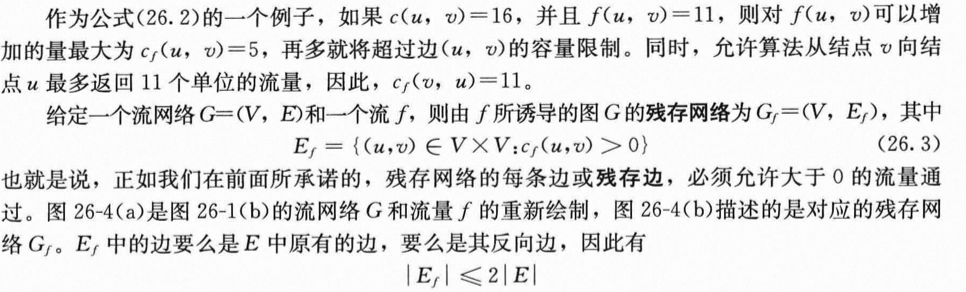 作为公式(26.2)的一个例子，如果 c(u, v)=16，并且 f(u, v)=11，则对 f(u, v)可以增
加的量最大为 c_f(u, v)=5，再多就将超过边(u, v)的容量限制。同时，允许算法从结点 v 向结
点 u 最多返回 11 个单位的流量，因此，c_f(v, u)=11。
给定一个流网络 G=(V, E)和一个流 f，则由 f 所诱导的图 G 的残存网络为 G_f=(V, E_f)，其中
E_f = {(u,v) ∈ V×V:c_f(u,v) > 0} (26.3)
也就是说，正如我们在前面所承诺的，残存网络的每条边或残存边，必须允许大于 0 的流量通
过。图 26-4(a)是图 26-1(b)的流网络 G 和流量 f 的重新绘制，图 26-4(b)描述的是对应的残存网
络 G_f。E_f 中的边要么是 E 中原有的边，要么是其反向边，因此有
|E_f| ⩽ 2|E|